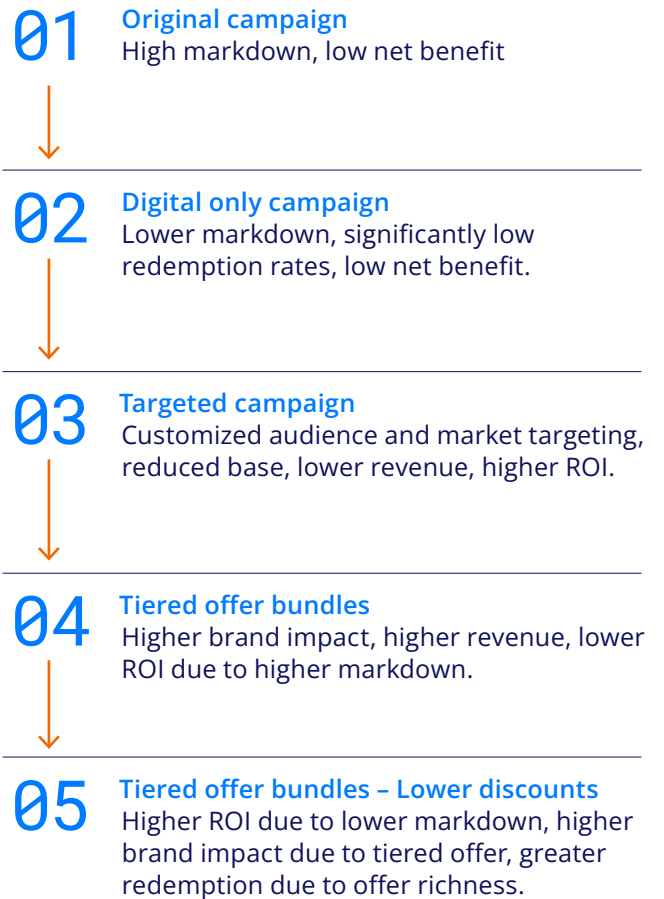 01
Original campaign
High markdown, low net benefit
02
Digital only campaign
Lower markdown, significantly low
redemption rates, low net benefit.
03
Targeted campaign
Customized audience and market targeting,
reduced base, lower revenue, higher ROI.
04
Tiered offer bundles
Higher brand impact, higher revenue, lower
ROI due to higher markdown.
05
Tiered offer bundles – Lower discounts
Higher ROI due to lower markdown, higher
brand impact due to tiered offer, greater
redemption due to offer richness.